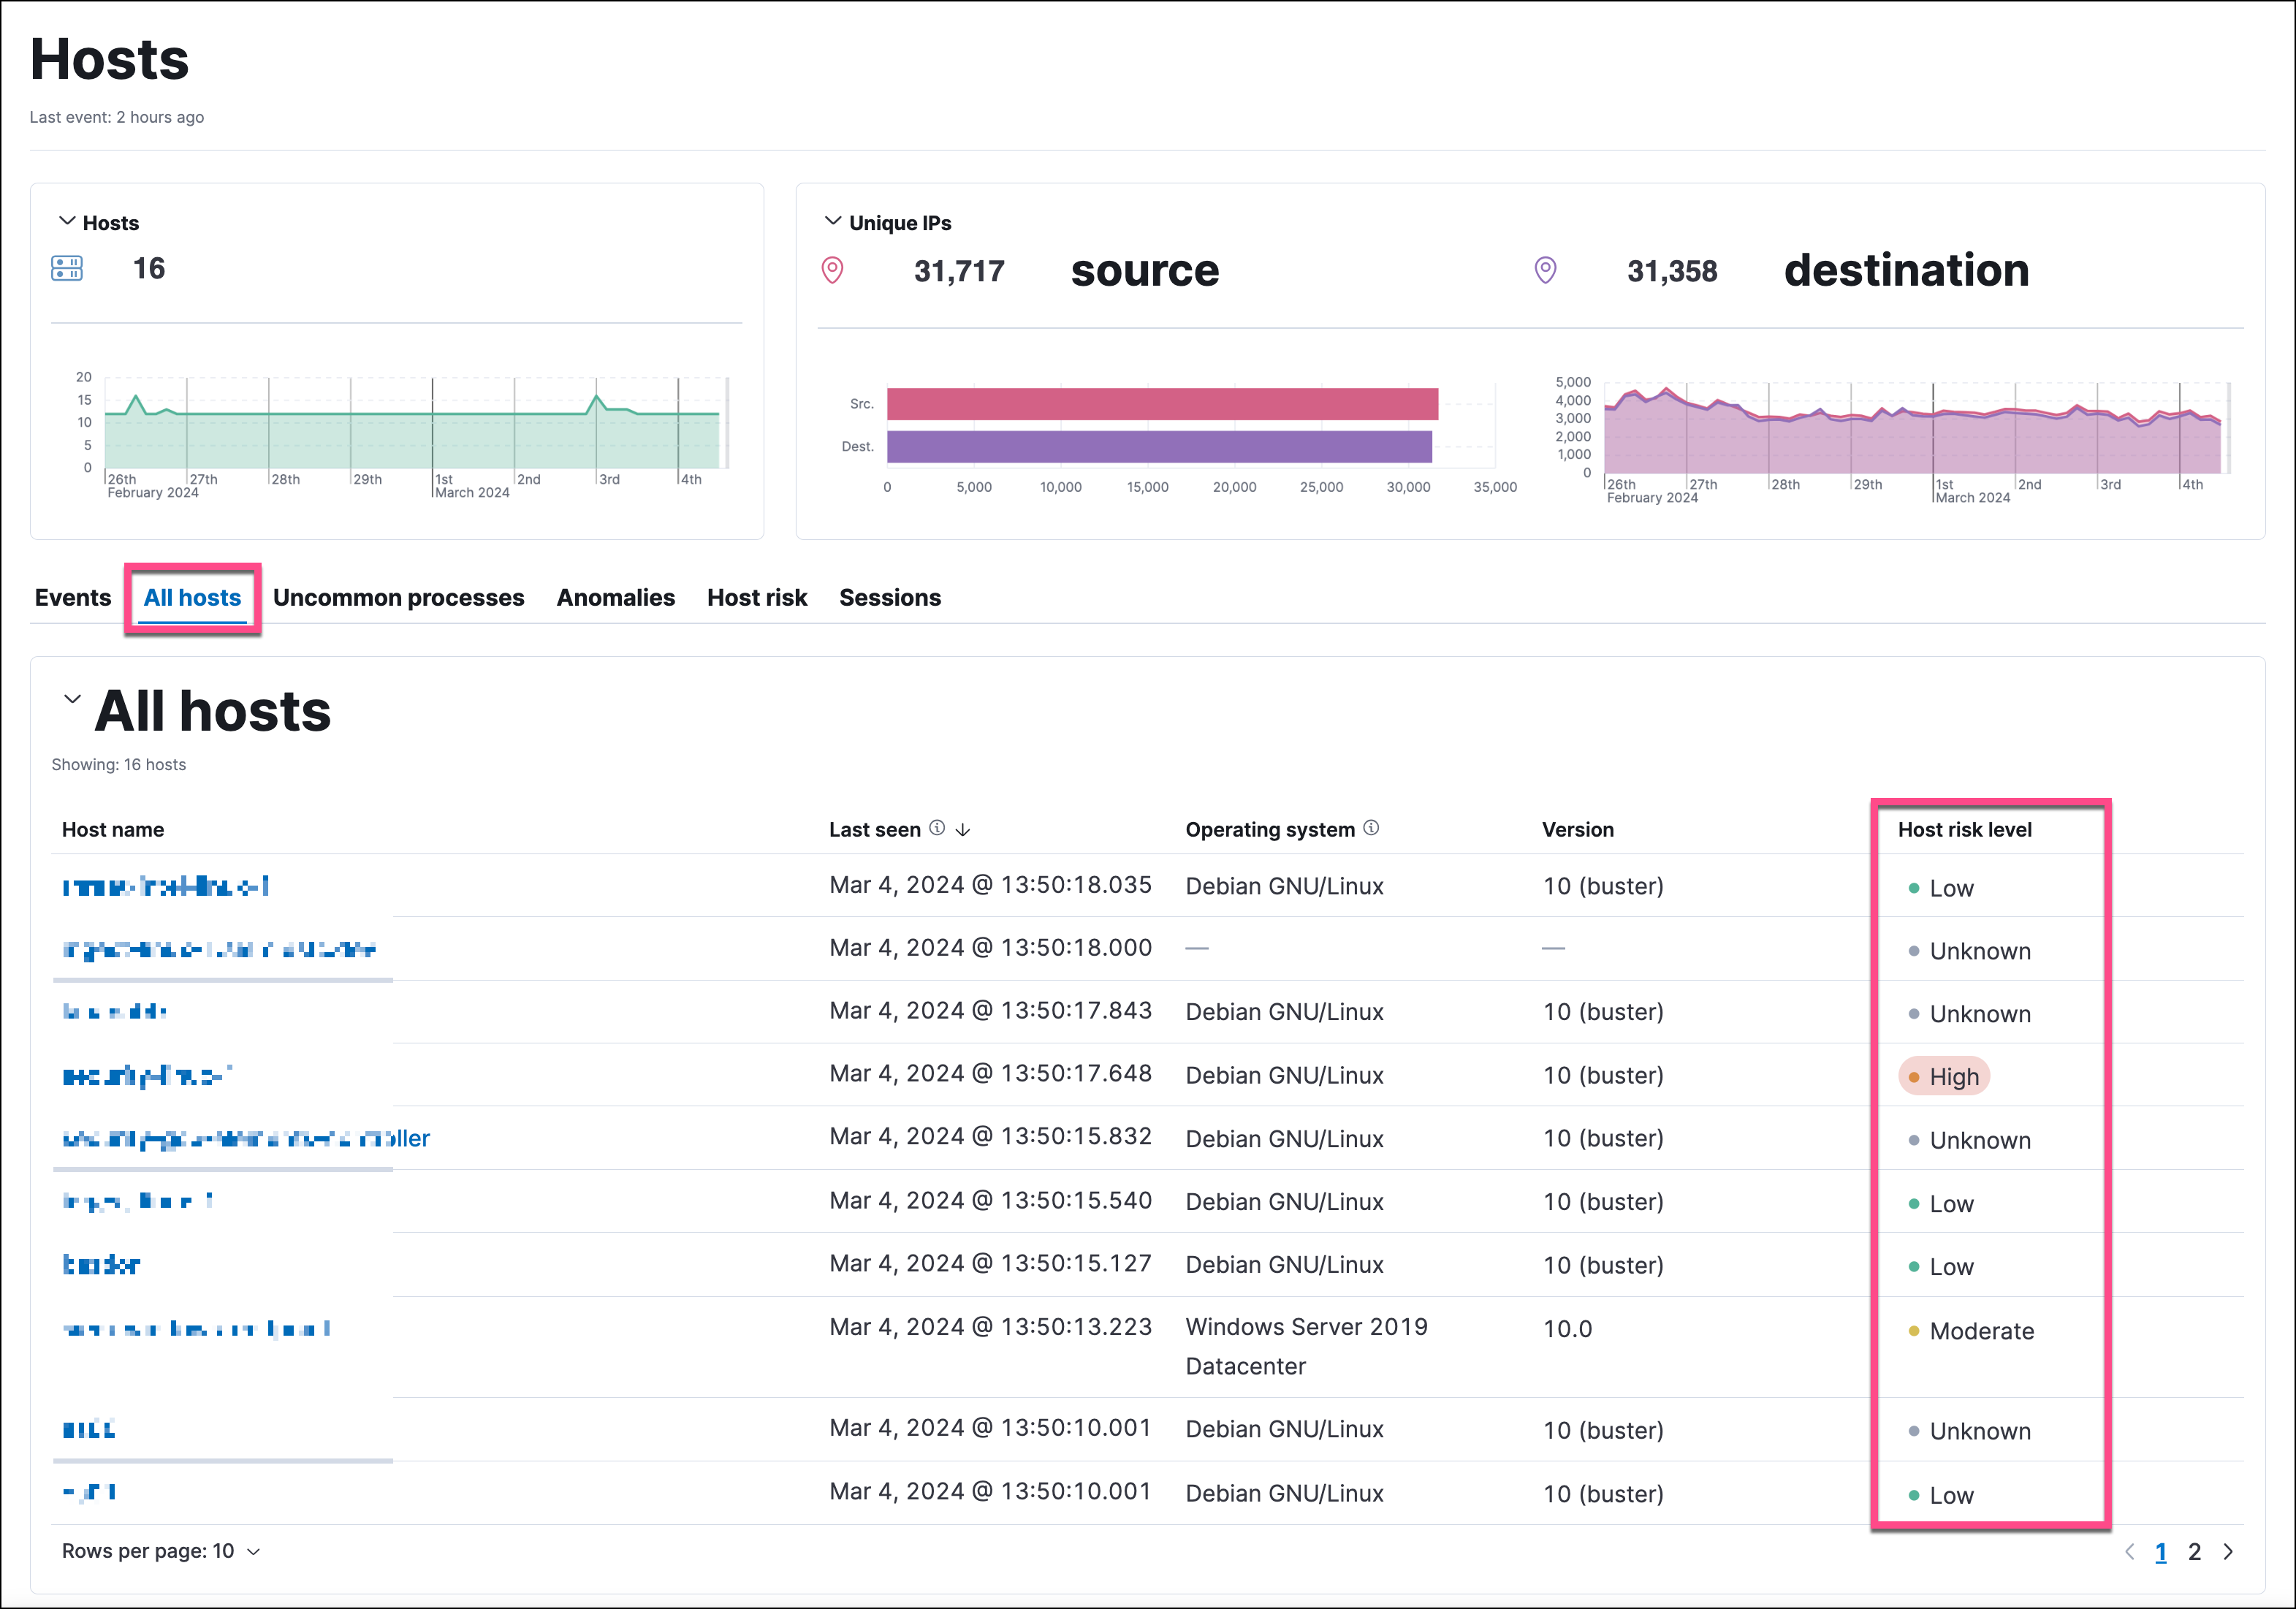 Hosts
Last event: 2 hours ago
Hosts
16
Unique IPs
31,717 source
31,358 destination
20
15
10
5
0
26th 27th 28th 29th 1st 2nd 3rd 4th
February 2024 March 2024
Src.
Dest.
0 5,000 10,000 15,000 20,000 25,000 30,000 35,000
5,000
4,000
3,000
2,000
1,000
0
26th 27th 28th 29th 1st 2nd 3rd 4th
February 2024 March 2024
Events All hosts Uncommon processes Anomalies Host risk Sessions
All hosts
Showing: 16 hosts
Host name Last seen Operating system Version Host risk level
Mar 4, 2024 @ 13:50:18.035 Debian GNU/Linux 10 (buster) Low
Mar 4, 2024 @ 13:50:18.000 — — Unknown
Mar 4, 2024 @ 13:50:17.843 Debian GNU/Linux 10 (buster) Unknown
Mar 4, 2024 @ 13:50:17.648 Debian GNU/Linux 10 (buster) High
Mar 4, 2024 @ 13:50:15.832 Debian GNU/Linux 10 (buster) Unknown
Mar 4, 2024 @ 13:50:15.540 Debian GNU/Linux 10 (buster) Low
Mar 4, 2024 @ 13:50:15.127 Debian GNU/Linux 10 (buster) Low
Mar 4, 2024 @ 13:50:13.223 Windows Server 2019 10.0 Moderate
Datacenter
Mar 4, 2024 @ 13:50:10.001 Debian GNU/Linux 10 (buster) Unknown
Mar 4, 2024 @ 13:50:10.001 Debian GNU/Linux 10 (buster) Low
Rows per page: 10
1 2